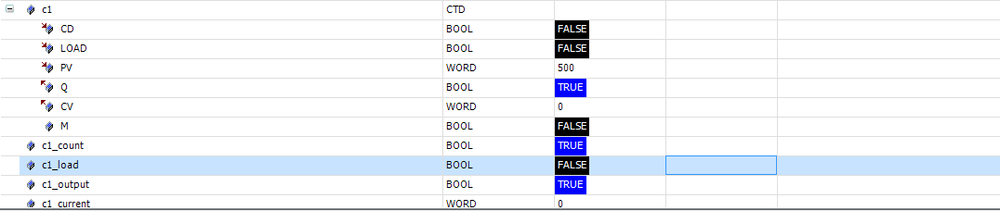 c1 CTD
CD BOOL FALSE
LOAD BOOL FALSE
PV WORD 500
Q BOOL TRUE
CV WORD 0
M BOOL FALSE
c1_count BOOL TRUE
c1_load BOOL FALSE
c1_output BOOL TRUE
c1_current WORD 0